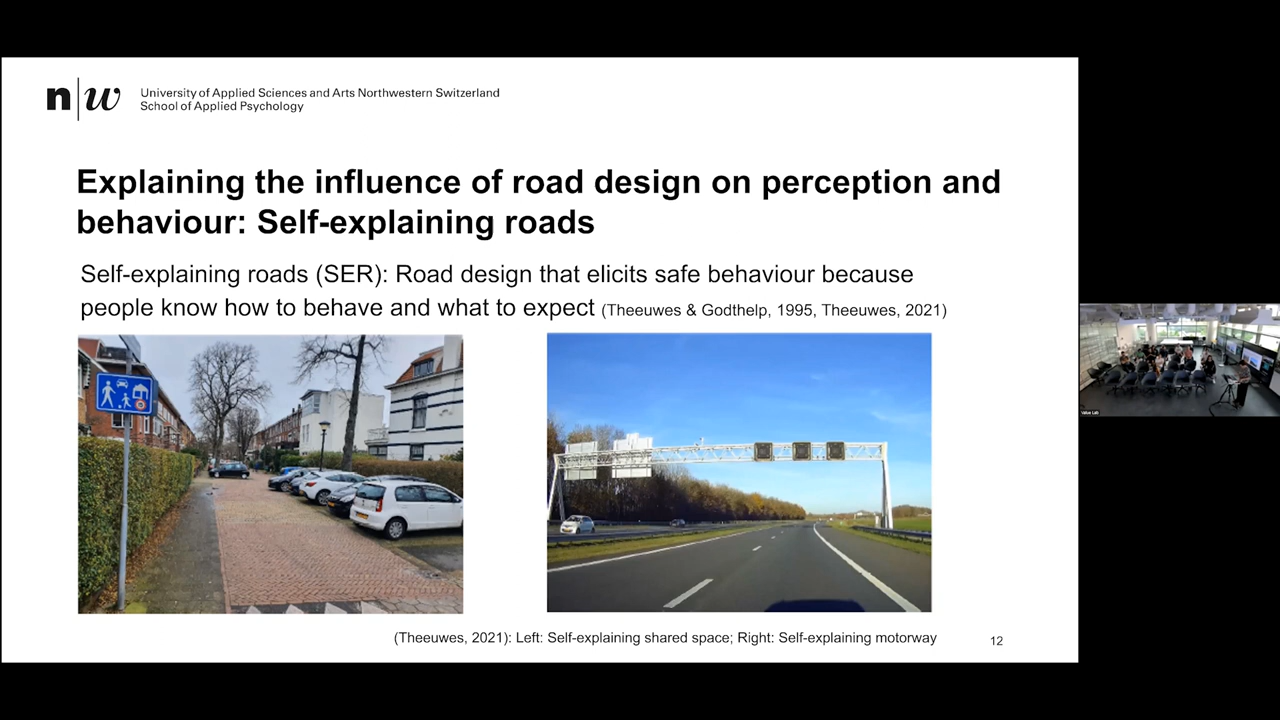 n|w
University of Applied Sciences and Arts Northwestern Switzerland
School of Applied Psychology
Explaining the influence of road design on perception and
behaviour: Self-explaining roads
Self-explaining roads (SER): Road design that elicits safe behaviour because
people know how to behave and what to expect (Theeuwes & Godthelp, 1995, Theeuwes, 2021)
(Theeuwes, 2021): Left: Self-explaining shared space; Right: Self-explaining motorway
12
Value Lab